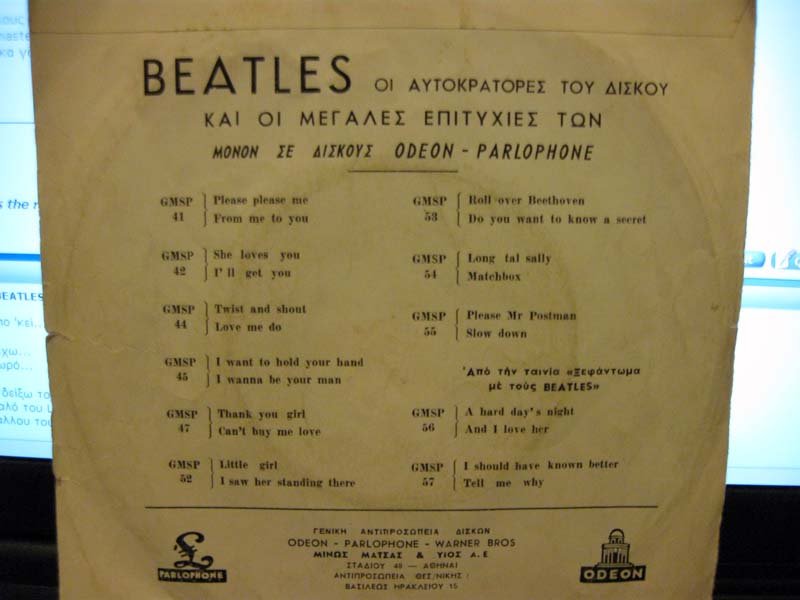 BEATLES ΟΙ ΑΥΤΟΚΡΑΤΟΡΕΣ ΤΟΥ ΔΙΣΚΟΥ
ΚΑΙ ΟΙ ΜΕΓΑΛΕΣ ΕΠΙΤΥΧΙΕΣ ΤΩΝ
ΜΟΝΟΝ ΣΕ ΔΙΣΚΟΥΣ ODEON - PARLOPHONE
GMSP 41
Please please me
From me to you
GMSP 42
She loves you
I' ll get you
GMSP 44
Twist and shout
Love me do
GMSP 45
I want to hold your hand
I wanna be your man
GMSP 47
Thank you girl
Can't buy me love
GMSP 52
Little girl
I saw her standing there
GMSP 53
Roll over Beethoven
Do you want to know a secret
GMSP 54
Long tal sally
Matchbox
GMSP 55
Please Mr Postman
Slow down
Ἀπὸ τὴν ταινία «Ξεφάντωμα
μὲ τοὺς BEATLES»
GMSP 56
A hard day's night
And I love her
GMSP 57
I should have known better
Tell me why
ΓΕΝΙΚΗ ΑΝΤΙΠΡΟΣΩΠΕΙΑ ΔΙΣΚΩΝ
ODEON - PARLOPHONE - WARNER BROS
ΜΙΝΩΣ ΜΑΤΣΑΣ & ΥΙΟΣ Α.Ε
ΣΤΑΔΙΟΥ 49 — ΑΘΗΝΑΙ
ΑΝΤΙΠΡΟΣΩΠΕΙΑ ΘΕΣ/ΝΙΚΗΣ :
ΒΑΣΙΛΕΩΣ ΗΡΑΚΛΕΙΟΥ 15
£
PARLOPHONE
ODEON
s the
BEATLES